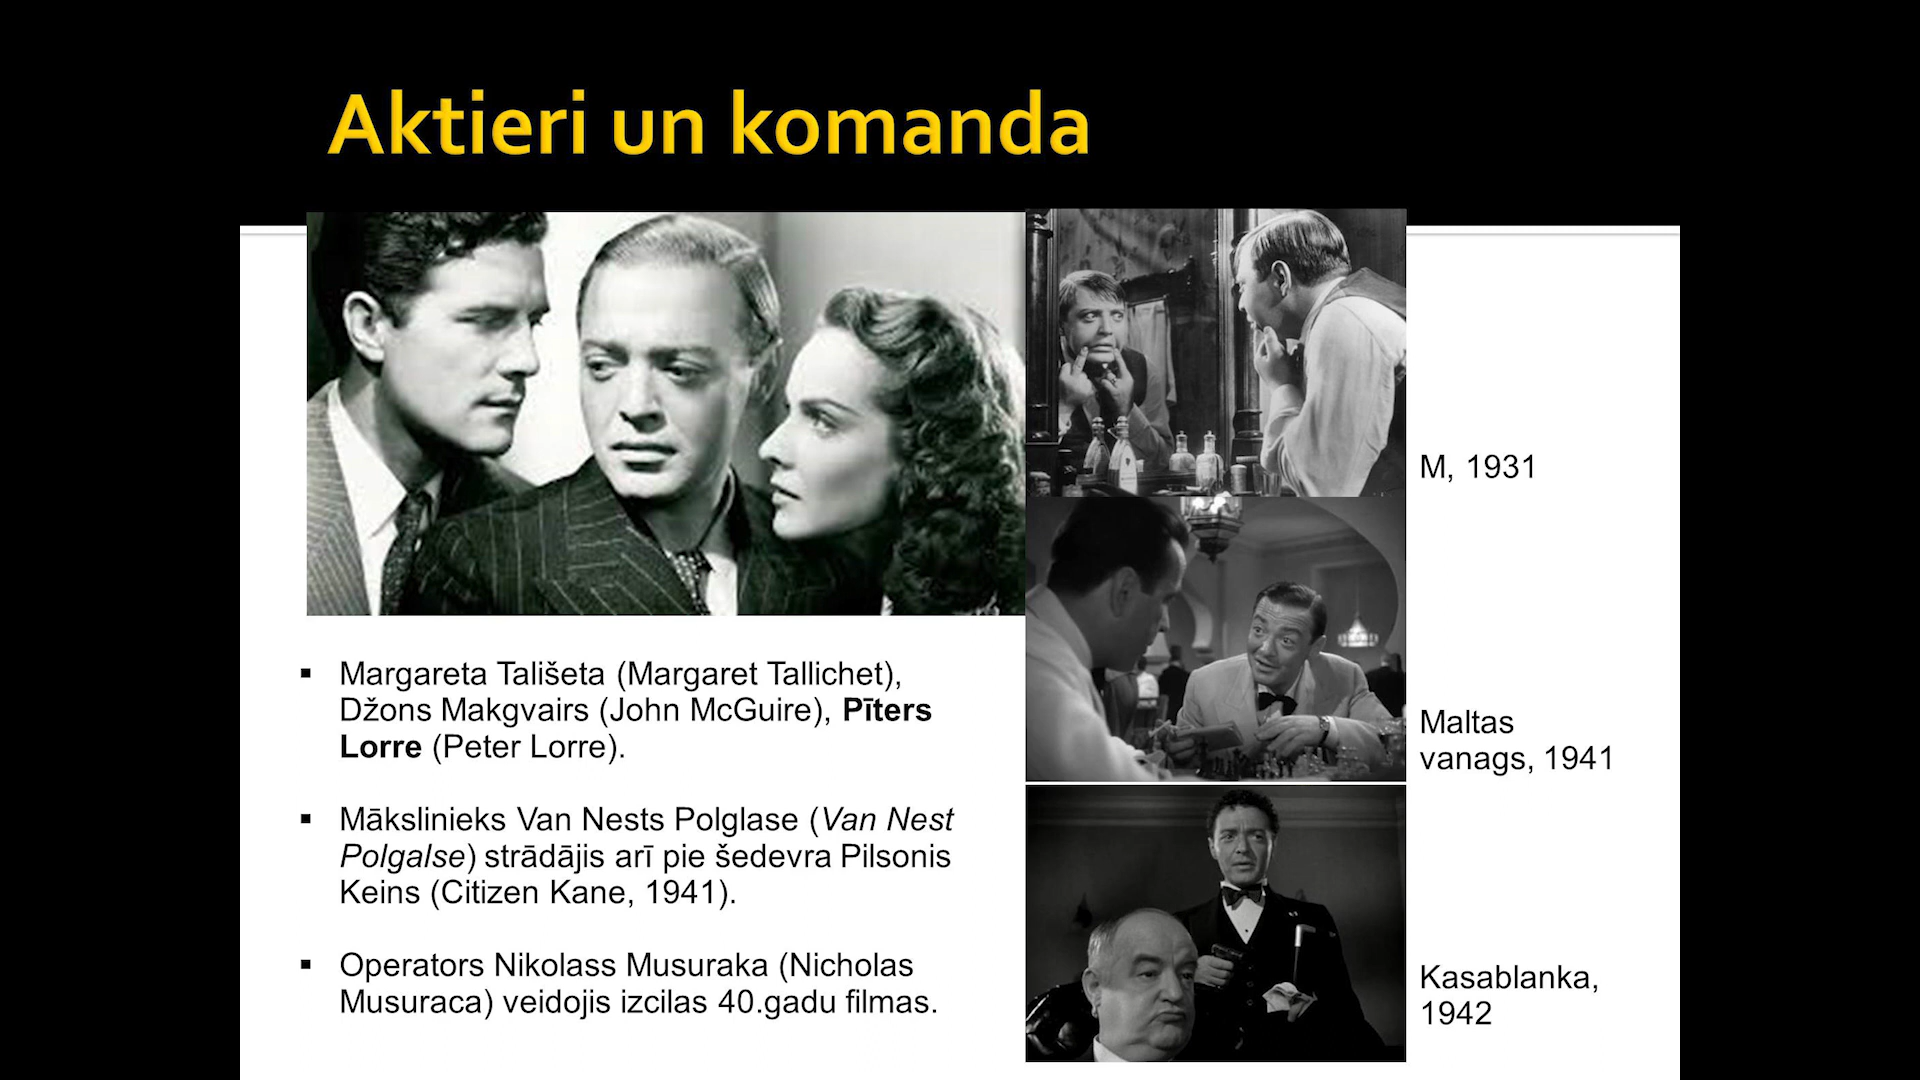 Aktieri un komanda
▪ Margareta Tališeta (Margaret Tallichet),
Džons Makgvairs (John McGuire), Pīters
Lorre (Peter Lorre).
▪ Mākslinieks Van Nests Polglase (Van Nest
Polgalse) strādājis arī pie šedevra Pilsonis
Keins (Citizen Kane, 1941).
▪ Operators Nikolass Musuraka (Nicholas
Musuraca) veidojis izcilas 40.gadu filmas.
M, 1931
Maltas
vanags, 1941
Kasablanka,
1942